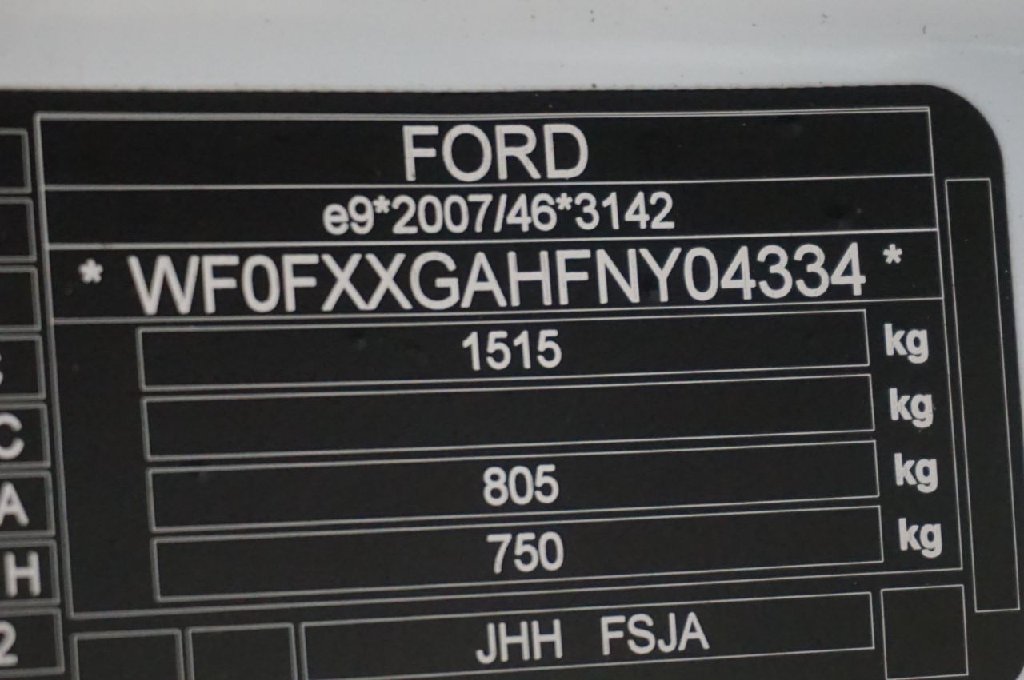 FORD
e9*2007/46*3142
* WF0FXXGAHFNY04334 *
1515 kg
kg
C
805 kg
A
750 kg
H
JHH FSJA
2